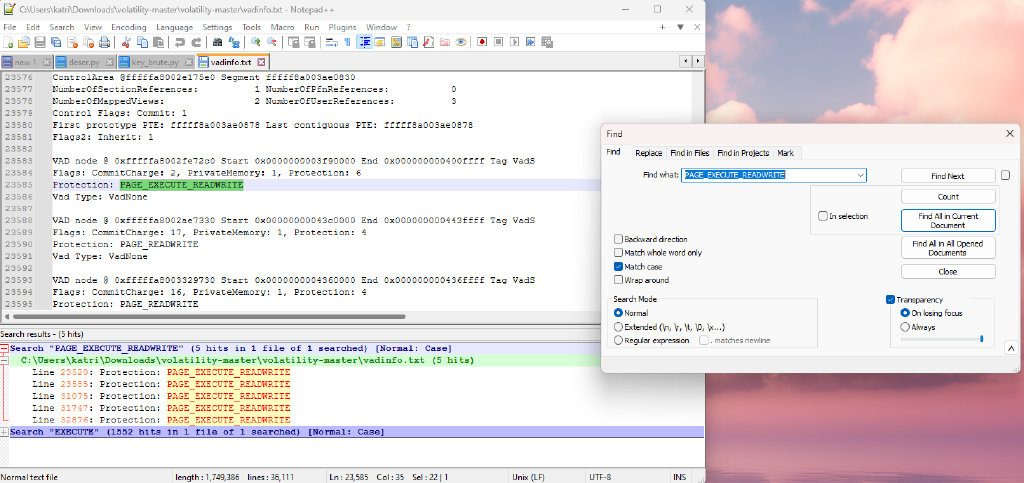 C:\Users\katri\Downloads\volatility-master\volatility-master\vadinfo.txt - Notepad++
File Edit Search View Encoding Language Settings Tools Macro Run Plugins Window ?
new 1 deser.py key_brute.py vadinfo.txt
23576 ControlArea @fffffa8002e175e0 Segment fffff8a003ae0830
23577 NumberOfSectionReferences: 1 NumberOfPfnReferences: 0
23578 NumberOfMappedViews: 2 NumberOfUserReferences: 3
23579 Control Flags: Commit: 1
23580 First prototype PTE: fffff8a003ae0878 Last contiguous PTE: fffff8a003ae0878
23581 Flags2: Inherit: 1
23582
23583 VAD node @ 0xfffffa8002fe72c0 Start 0x0000000003f90000 End 0x000000000400ffff Tag VadS
23584 Flags: CommitCharge: 2, PrivateMemory: 1, Protection: 6
23585 Protection: PAGE_EXECUTE_READWRITE
23586 Vad Type: VadNone
23587
23588 VAD node @ 0xfffffa8002ae7330 Start 0x00000000043c0000 End 0x000000000443ffff Tag VadS
23589 Flags: CommitCharge: 17, PrivateMemory: 1, Protection: 4
23590 Protection: PAGE_READWRITE
23591 Vad Type: VadNone
23592
23593 VAD node @ 0xfffffa8003329730 Start 0x0000000004360000 End 0x000000000436ffff Tag VadS
23594 Flags: CommitCharge: 16, PrivateMemory: 1, Protection: 4
23595 Protection: PAGE_READWRITE
Search results - (5 hits)
Search "PAGE_EXECUTE_READWRITE" (5 hits in 1 file of 1 searched) [Normal: Case]
C:\Users\katri\Downloads\volatility-master\volatility-master\vadinfo.txt (5 hits)
Line 23520: Protection: PAGE_EXECUTE_READWRITE
Line 23585: Protection: PAGE_EXECUTE_READWRITE
Line 31075: Protection: PAGE_EXECUTE_READWRITE
Line 31747: Protection: PAGE_EXECUTE_READWRITE
Line 32876: Protection: PAGE_EXECUTE_READWRITE
Search "EXECUTE" (1552 hits in 1 file of 1 searched) [Normal: Case]
Normal text file length : 1,749,386 lines : 36,111 Ln : 23,585 Col : 35 Sel : 22 | 1 Unix (LF) UTF-8 INS
Find
Find Replace Find in Files Find in Projects Mark
Find what: PAGE_EXECUTE_READWRITE Find Next
Count
In selection Find All in Current Document
Backward direction
Find All in All Opened Documents
Match whole word only
Match case Close
Wrap around
Search Mode Transparency
Normal On losing focus
Extended (\n, \r, \t, \0, \x...) Always
Regular expression . matches newline